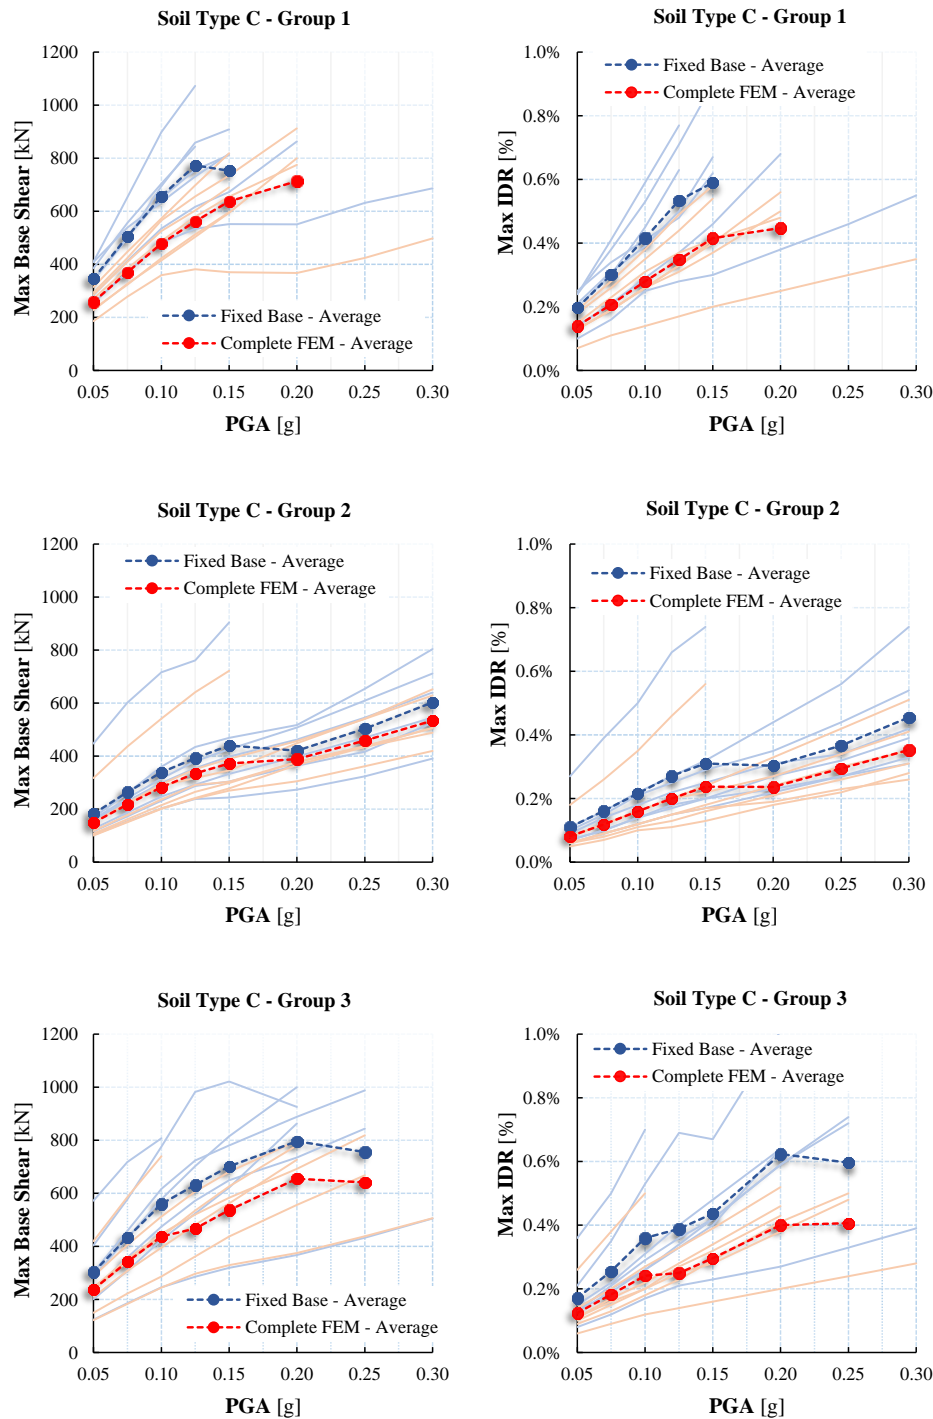 Soil Type C - Group 1
Max Base Shear [kN]
1200
1000
800
600
400
200
0
Fixed Base - Average
Complete FEM - Average
0.05 0.10 0.15 0.20 0.25 0.30
PGA [g]
Soil Type C - Group 1
Max IDR [%]
1.0%
0.8%
0.6%
0.4%
0.2%
0.0%
Fixed Base - Average
Complete FEM - Average
0.05 0.10 0.15 0.20 0.25 0.30
PGA [g]
Soil Type C - Group 2
Max Base Shear [kN]
1200
1000
800
600
400
200
0
Fixed Base - Average
Complete FEM - Average
0.05 0.10 0.15 0.20 0.25 0.30
PGA [g]
Soil Type C - Group 2
Max IDR [%]
1.0%
0.8%
0.6%
0.4%
0.2%
0.0%
Fixed Base - Average
Complete FEM - Average
0.05 0.10 0.15 0.20 0.25 0.30
PGA [g]
Soil Type C - Group 3
Max Base Shear [kN]
1200
1000
800
600
400
200
0
Fixed Base - Average
Complete FEM - Average
0.05 0.10 0.15 0.20 0.25 0.30
PGA [g]
Soil Type C - Group 3
Max IDR [%]
1.0%
0.8%
0.6%
0.4%
0.2%
0.0%
Fixed Base - Average
Complete FEM - Average
0.05 0.10 0.15 0.20 0.25 0.30
PGA [g]